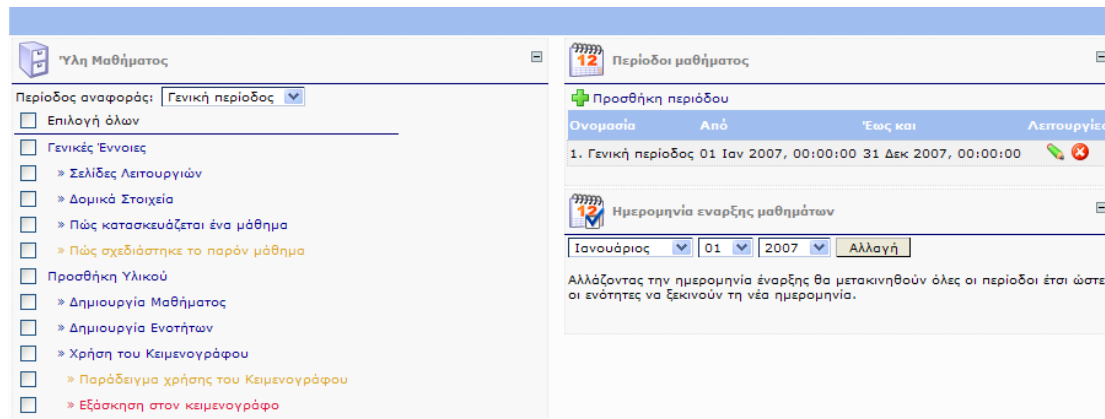 Ύλη Μαθήματος
Περίοδος αναφοράς: Γενική περίοδος
Επιλογή όλων
Γενικές Έννοιες
» Σελίδες Λειτουργιών
» Δομικά Στοιχεία
» Πώς κατασκευάζεται ένα μάθημα
» Πώς σχεδιάστηκε το παρόν μάθημα
Προσθήκη Υλικού
» Δημιουργία Μαθήματος
» Δημιουργία Ενοτήτων
» Χρήση του Κειμενογράφου
» Παράδειγμα χρήσης του Κειμενογράφου
» Εξάσκηση στον κειμενογράφο
12 Περίοδοι μαθήματος
Προσθήκη περιόδου
Ονομασία Από Έως και Λειτουργίες
1. Γενική περίοδος 01 Ιαν 2007, 00:00:00 31 Δεκ 2007, 00:00:00
12 Ημερομηνία εναρξης μαθημάτων
Ιανουάριος 01 2007 Αλλαγή
Αλλάζοντας την ημερομηνία έναρξης θα μετακινηθούν όλες οι περίοδοι έτσι ώστε
οι ενότητες να ξεκινούν τη νέα ημερομηνία.